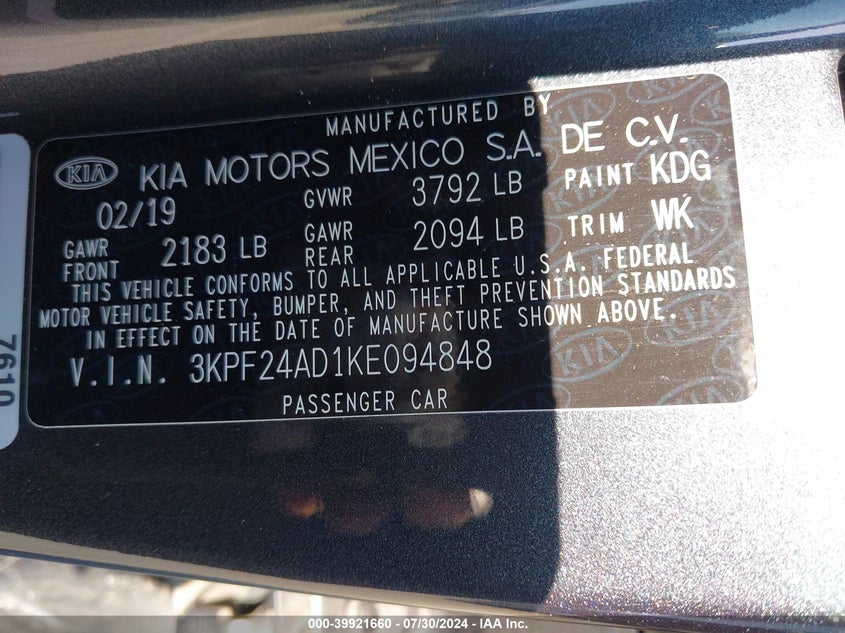 MANUFACTURED BY
KIA KIA MOTORS MEXICO S.A. DE C.V.
02/19 GVWR 3792 LB PAINT KDG
GAWR FRONT 2183 LB GAWR REAR 2094 LB TRIM WK
THIS VEHICLE CONFORMS TO ALL APPLICABLE U.S.A. FEDERAL
MOTOR VEHICLE SAFETY, BUMPER, AND THEFT PREVENTION STANDARDS
IN EFFECT ON THE DATE OF MANUFACTURE SHOWN ABOVE.
V.I.N. 3KPF24AD1KE094848
PASSENGER CAR
7610
000-39921660 - 07/30/2024 - IAA Inc.